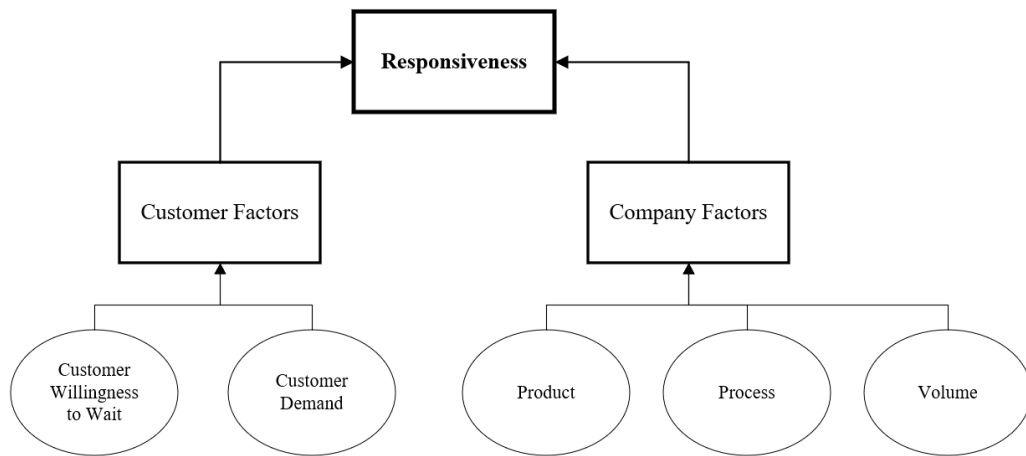 Responsiveness
Customer Factors
Company Factors
Customer
Willingness
to Wait
Customer
Demand
Product
Process
Volume